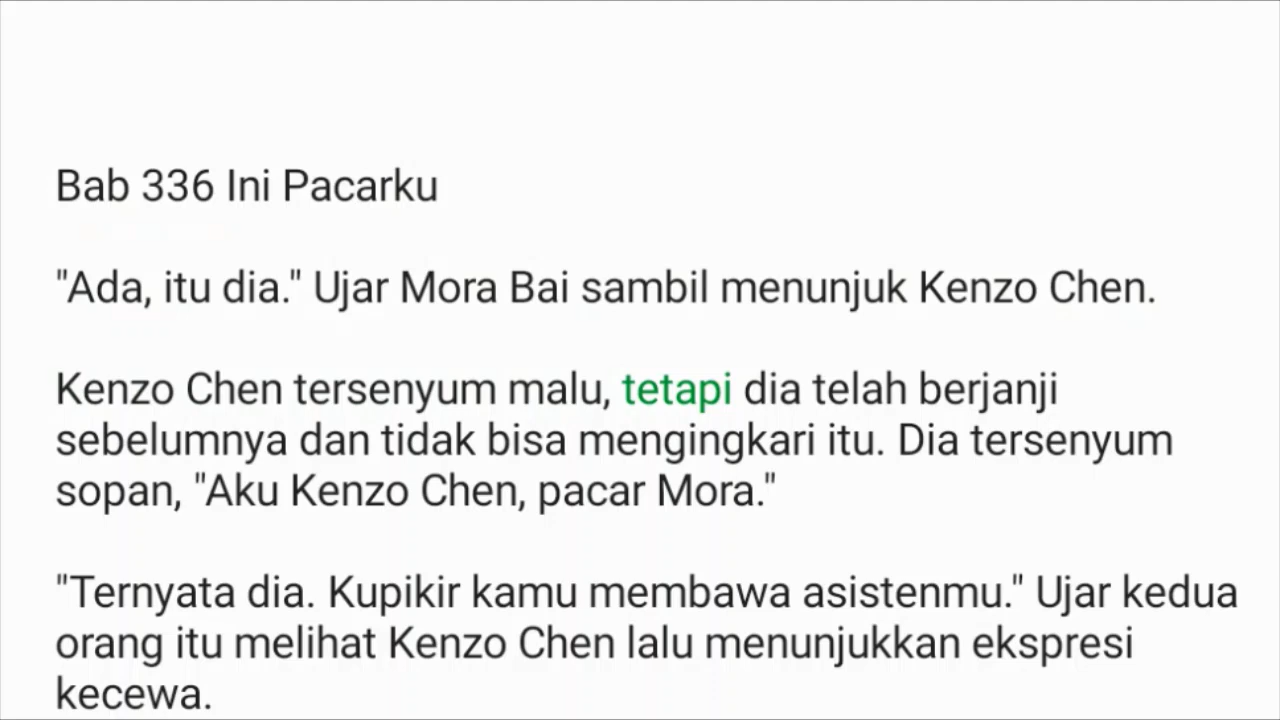 Bab 336 Ini Pacarku
"Ada, itu dia." Ujar Mora Bai sambil menunjuk Kenzo Chen.
Kenzo Chen tersenyum malu, tetapi dia telah berjanji
sebelumnya dan tidak bisa mengingkari itu. Dia tersenyum
sopan, "Aku Kenzo Chen, pacar Mora."
"Ternyata dia. Kupikir kamu membawa asistenmu." Ujar kedua
orang itu melihat Kenzo Chen lalu menunjukkan ekspresi
kecewa.